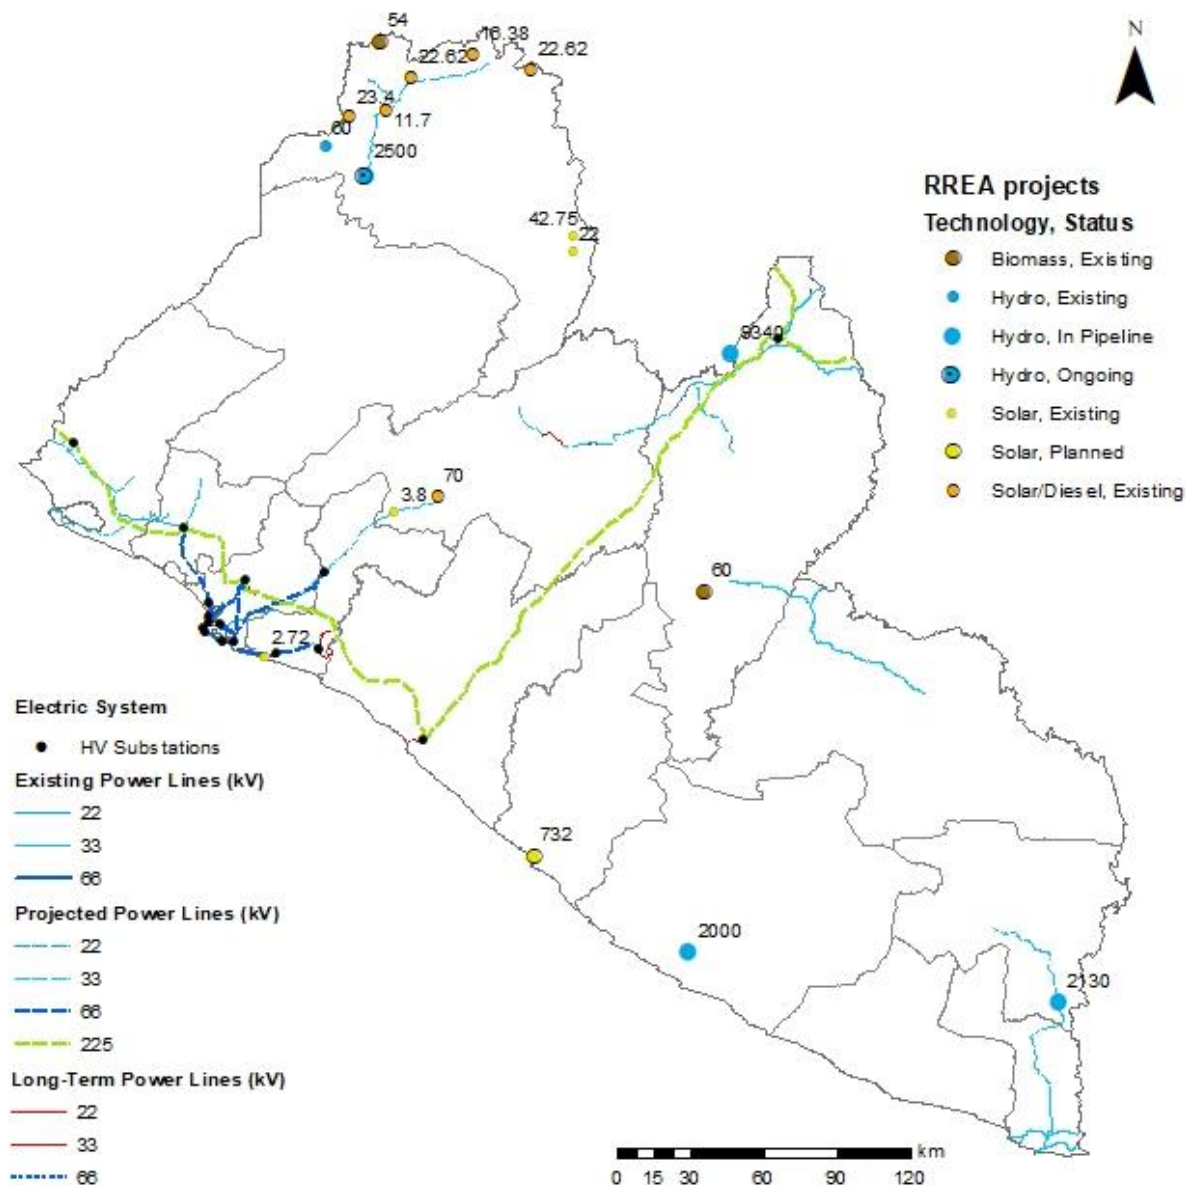 54
16.38
22.62
22.62
23.4
11.7
60
2500
42.75
22
9340
70
3.8
60
2.72
732
2000
2130
N
RREA projects
Technology, Status
Biomass, Existing
Hydro, Existing
Hydro, In Pipeline
Hydro, Ongoing
Solar, Existing
Solar, Planned
Solar/Diesel, Existing
Electric System
HV Substations
Existing Power Lines (kV)
22
33
66
Projected Power Lines (kV)
22
33
66
225
Long-Term Power Lines (kV)
22
33
66
km
0 15 30 60 90 120